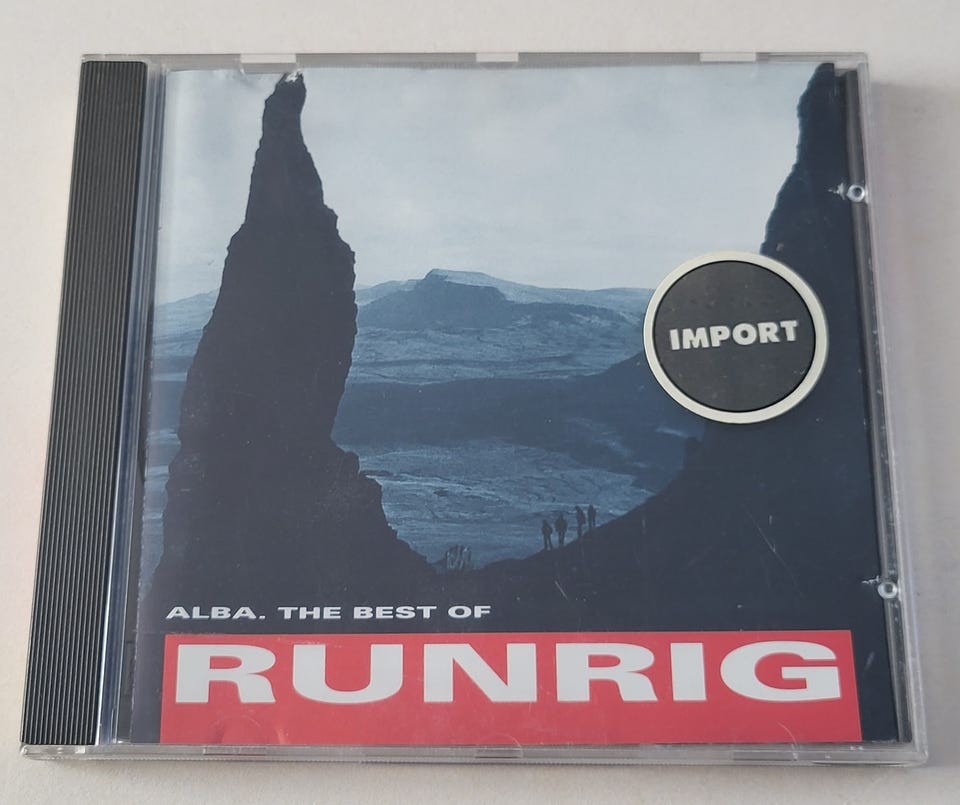 IMPORT
ALBA. THE BEST OF
RUNRIG